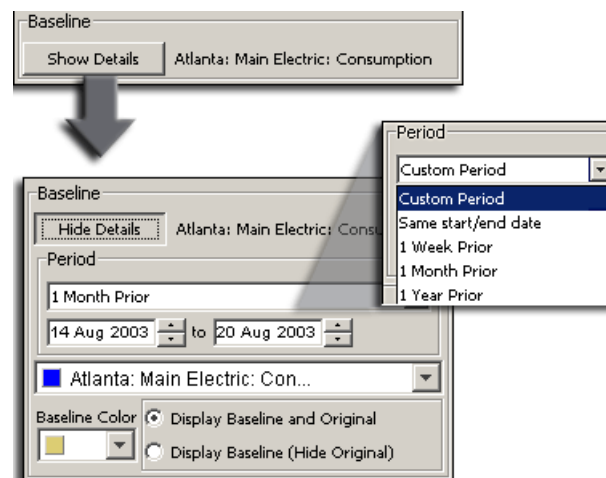 Baseline
Show Details Atlanta: Main Electric: Consumption
Period
Custom Period
Custom Period
Same start/end date
1 Week Prior
1 Month Prior
1 Year Prior
Baseline
Hide Details Atlanta: Main Electric:
Period
1 Month Prior
14 Aug 2003 to 20 Aug 2003
Atlanta: Main Electric: Con...
Baseline Color Display Baseline and Original
Display Baseline (Hide Original)